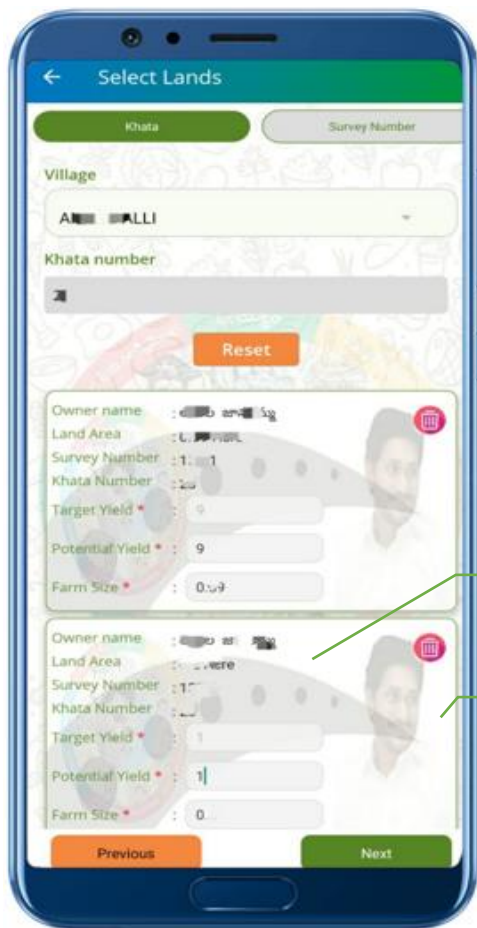 Select Lands
Khata
Survey Number
Village
Khata number
Reset
Owner name :
Land Area :
Survey Number :
Khata Number :
Target Yield * : 9
Potential Yield * : 9
Farm Size * :
Owner name :
Land Area :
Survey Number :
Khata Number :
Target Yield * : 1
Potential Yield * : 1
Farm Size * :
Previous
Next